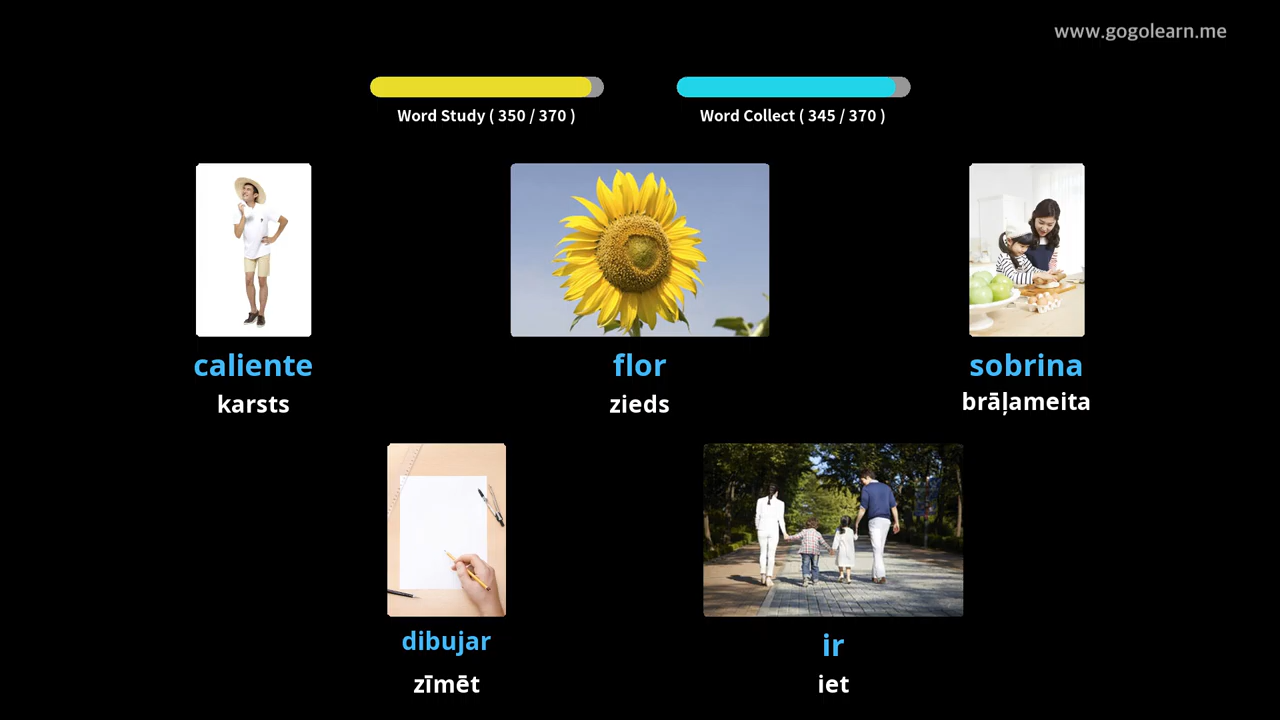 www.gogolearn.me
Word Study ( 350 / 370 )
Word Collect ( 345 / 370 )
caliente
karsts
flor
zieds
sobrina
brāļameita
dibujar
zīmēt
ir
iet